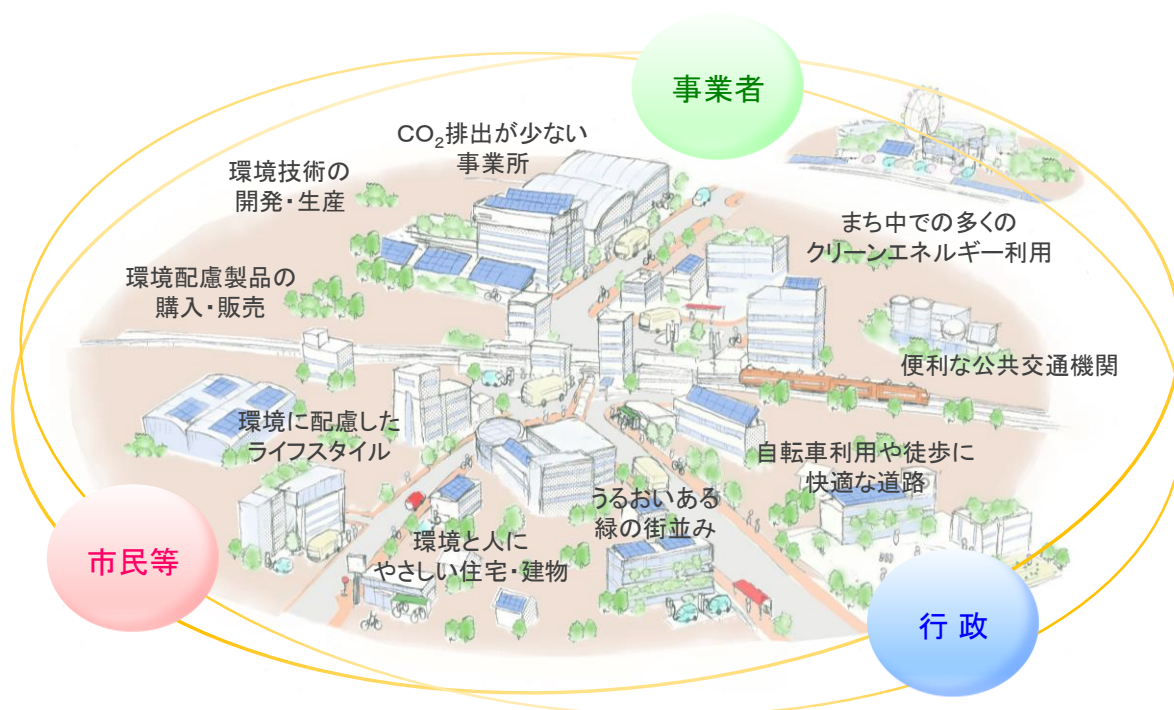 事業者
CO₂排出が少ない
事業所
環境技術の
開発・生産
まち中での多くの
クリーンエネルギー利用
環境配慮製品の
購入・販売
便利な公共交通機関
環境に配慮した
ライフスタイル
自転車利用や徒歩に
快適な道路
うるおいある
緑の街並み
環境と人に
やさしい住宅・建物
市民等
行政